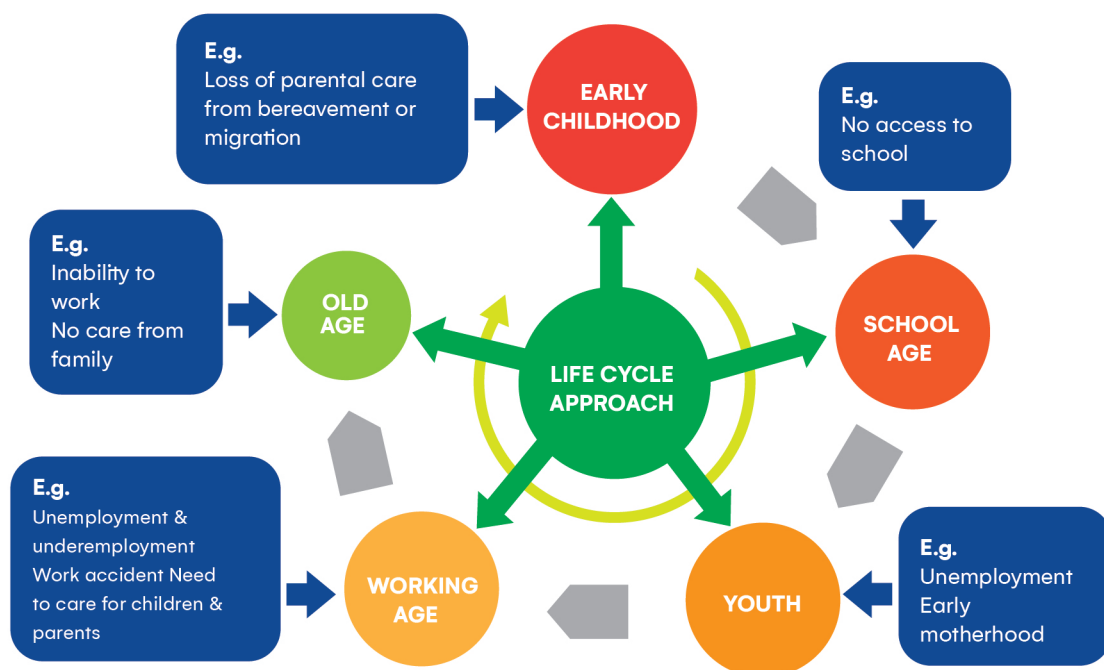 E.g.
Loss of parental care
from bereavement or
migration
EARLY
CHILDHOOD
E.g.
No access to
school
E.g.
Inability to
work
No care from
family
OLD
AGE
LIFE CYCLE
APPROACH
SCHOOL
AGE
E.g.
Unemployment &
underemployment
Work accident Need
to care for children &
parents
WORKING
AGE
YOUTH
E.g.
Unemployment
Early
motherhood